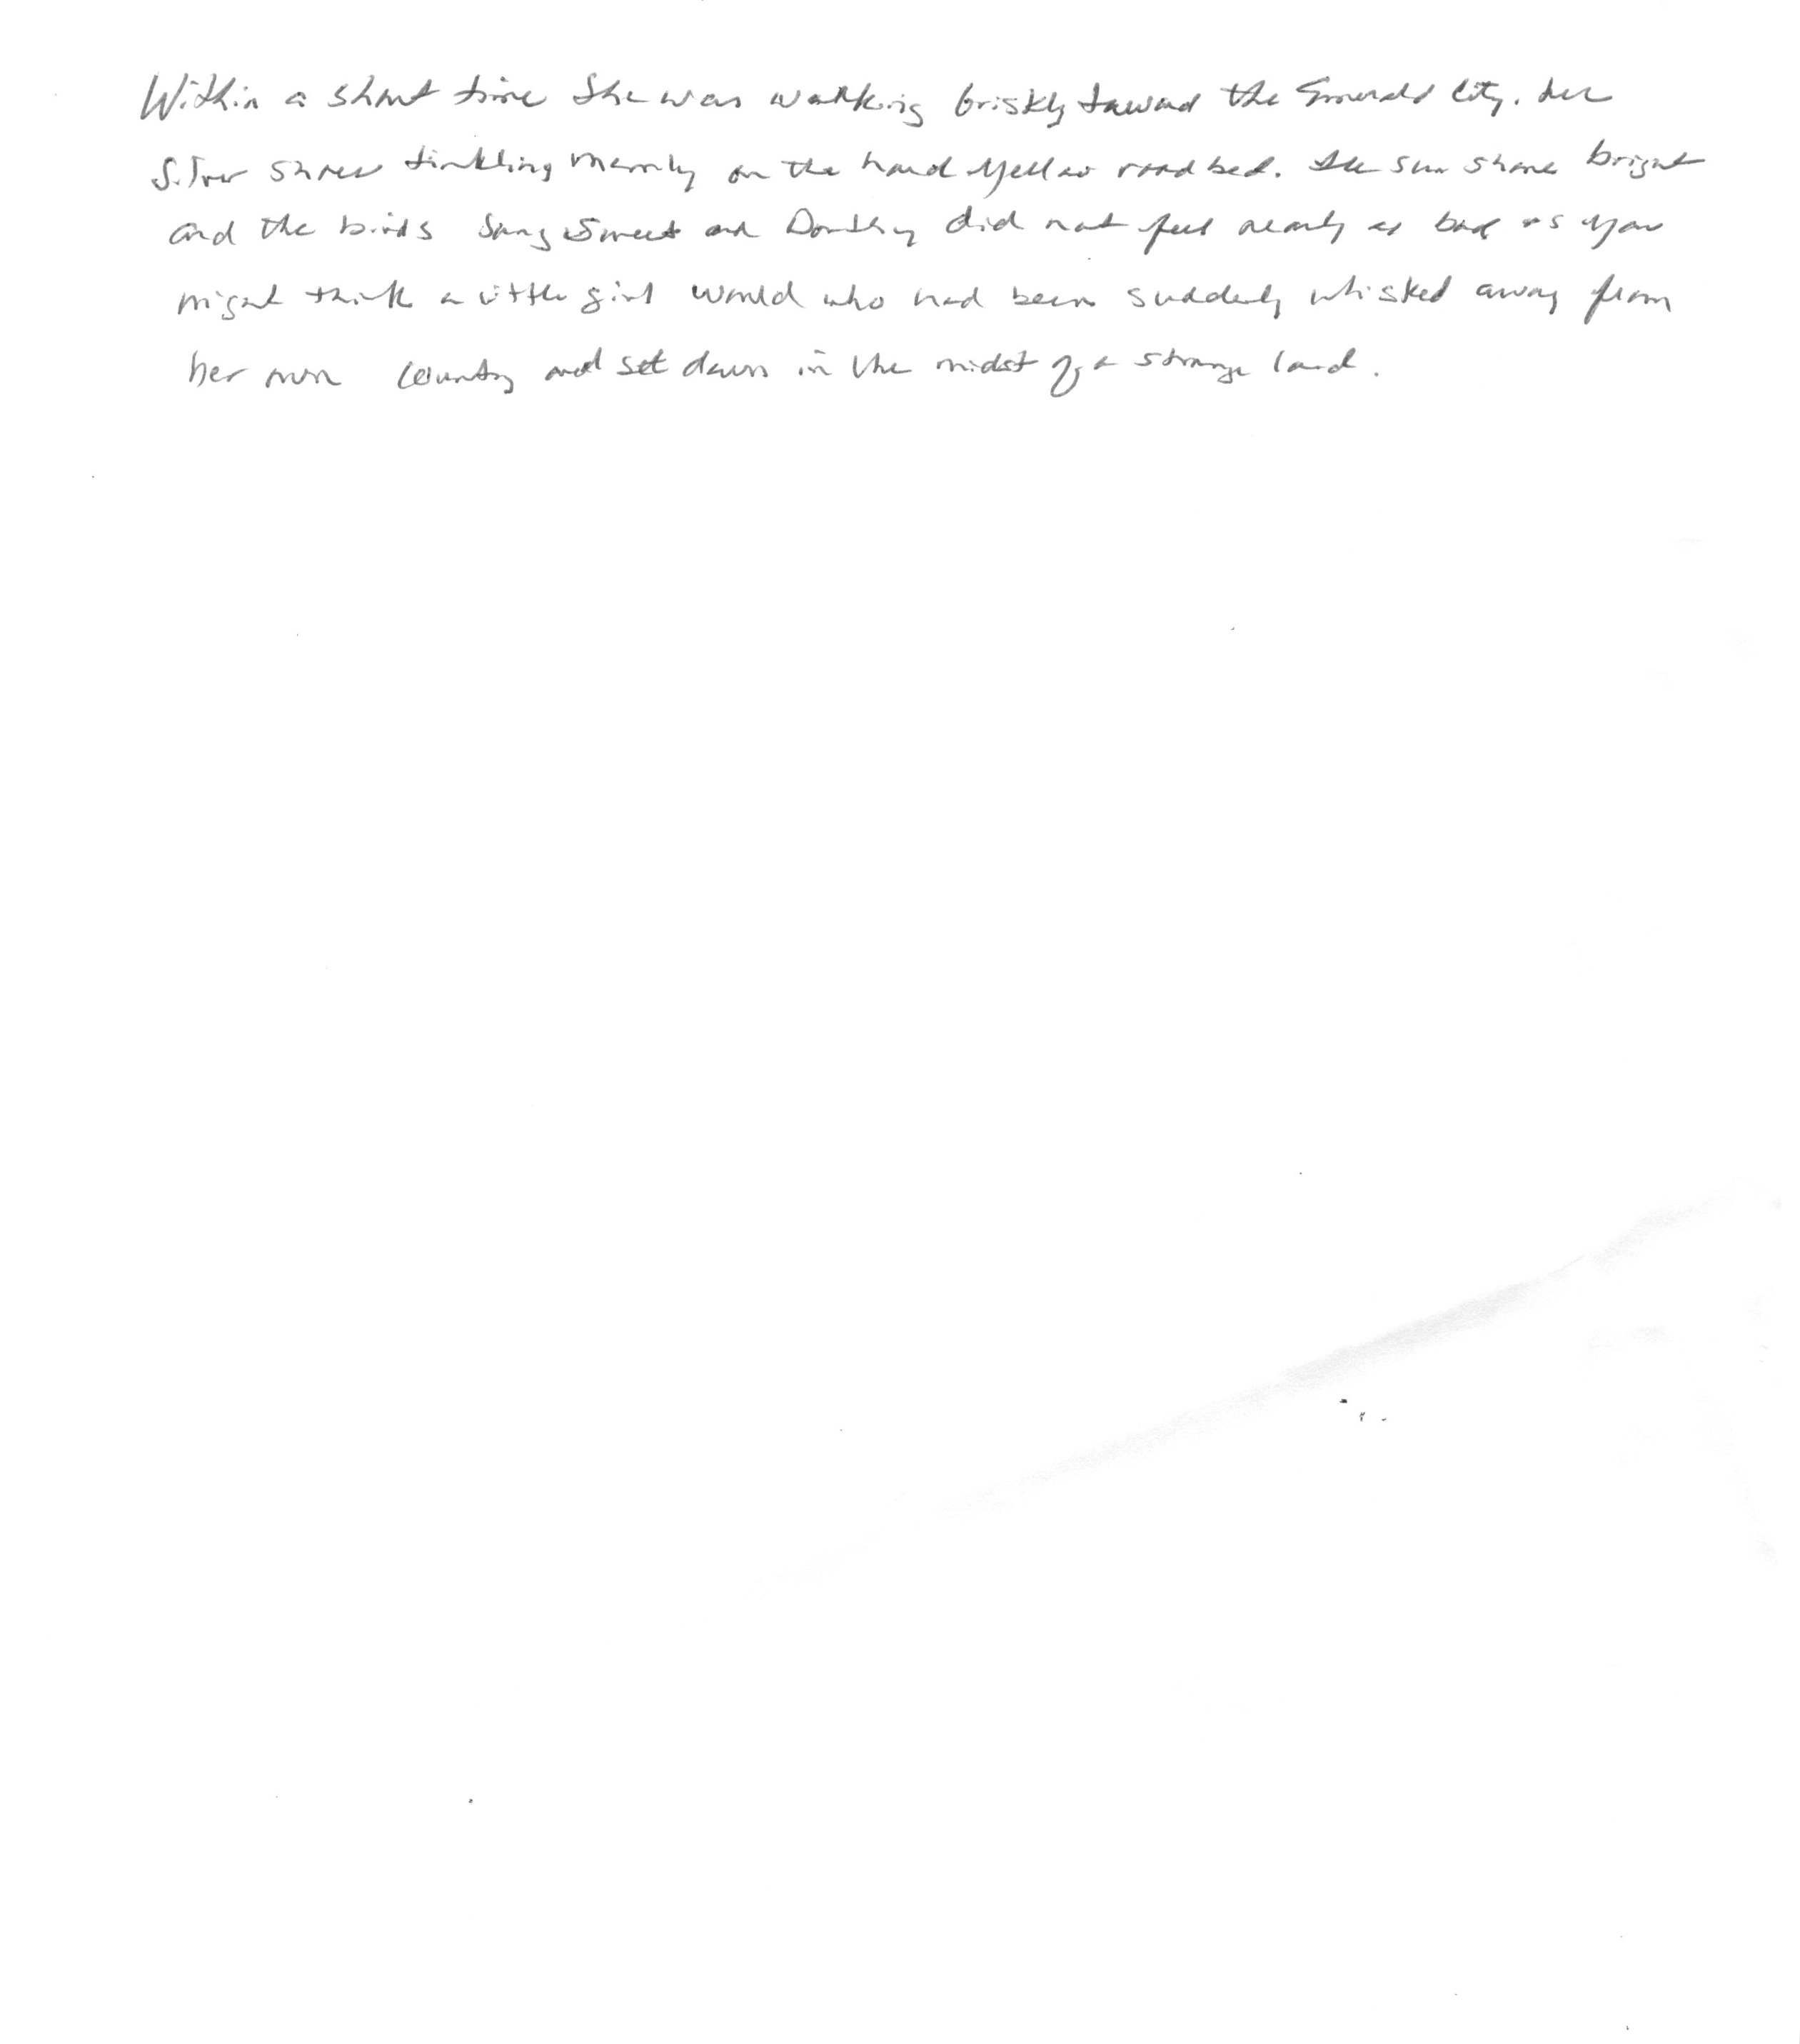 Within a short time she was walking briskly toward the Emerald City. her
Silver shoes tinkling merrily on the hard yellow road bed. The sun shone bright
and the birds sang sweet and Dorothy did not feel nearly as bad as you
might think a little girl would who had been suddenly whisked away from
her own country and set down in the midst of a strange land.